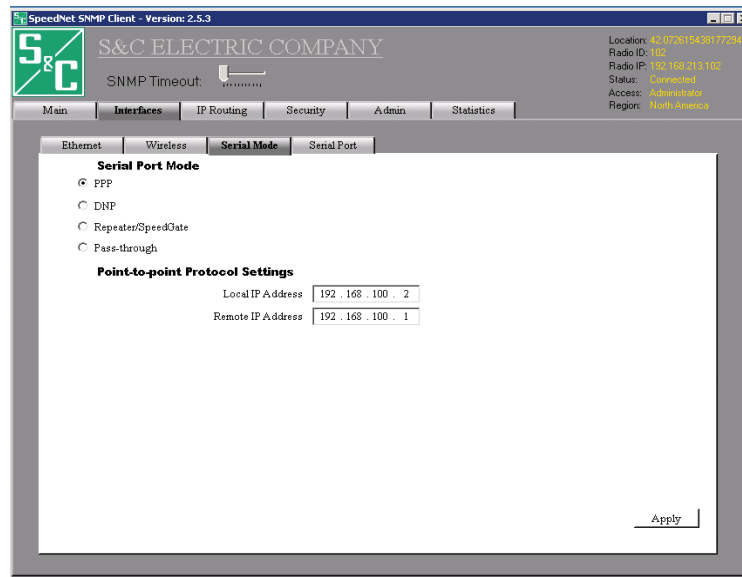 SpeedNet SNMP Client - Version: 2.5.3
S&C
S&C ELECTRIC COMPANY
SNMP Timeout:
Location: 42.072615438177294
Radio ID: 102
Radio IP: 192.168.213.102
Status: Connected
Access: Administrator
Region: North America
Main Interfaces IP Routing Security Admin Statistics
Ethernet Wireless Serial Mode Serial Port
Serial Port Mode
PPP
DNP
Repeater/SpeedGate
Pass-through
Point-to-point Protocol Settings
Local IP Address 192 . 168 . 100 . 2
Remote IP Address 192 . 168 . 100 . 1
Apply